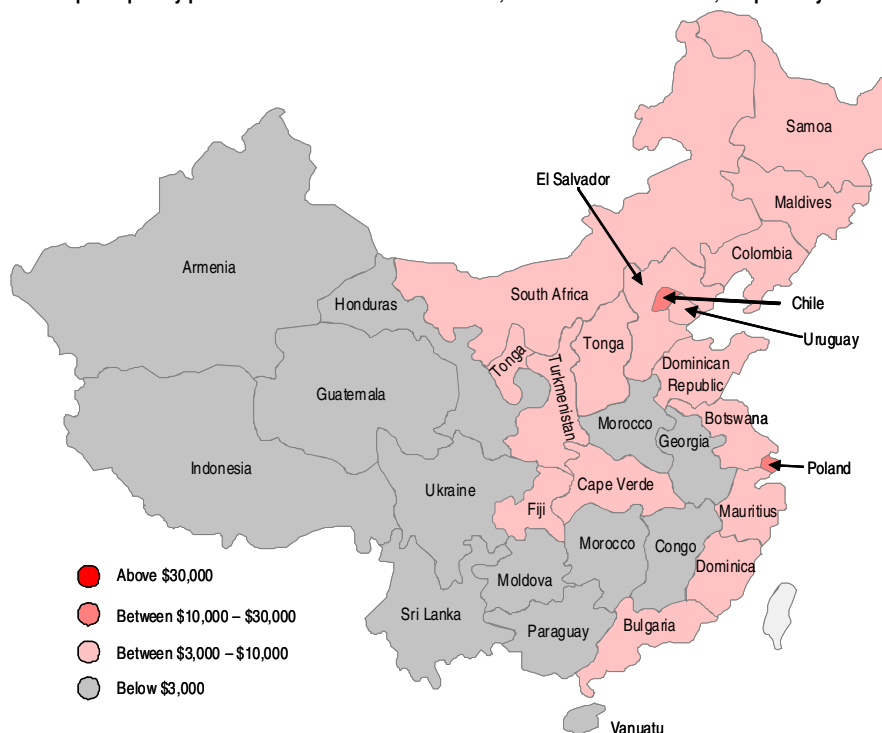 Samoa
El Salvador
Maldives
Colombia
Armenia
South Africa
Honduras
Chile
Uruguay
Tonga
Tonga
Turkmenistan
Dominican
Republic
Guatemala
Botswana
Morocco
Georgia
Indonesia
Poland
Ukraine
Cape Verde
Fiji
Mauritius
Morocco
Congo
Dominica
Above $30,000
Moldova
Between $10,000 – $30,000
Sri Lanka
Paraguay
Bulgaria
Between $3,000 – $10,000
Below $3,000
Vanuatu